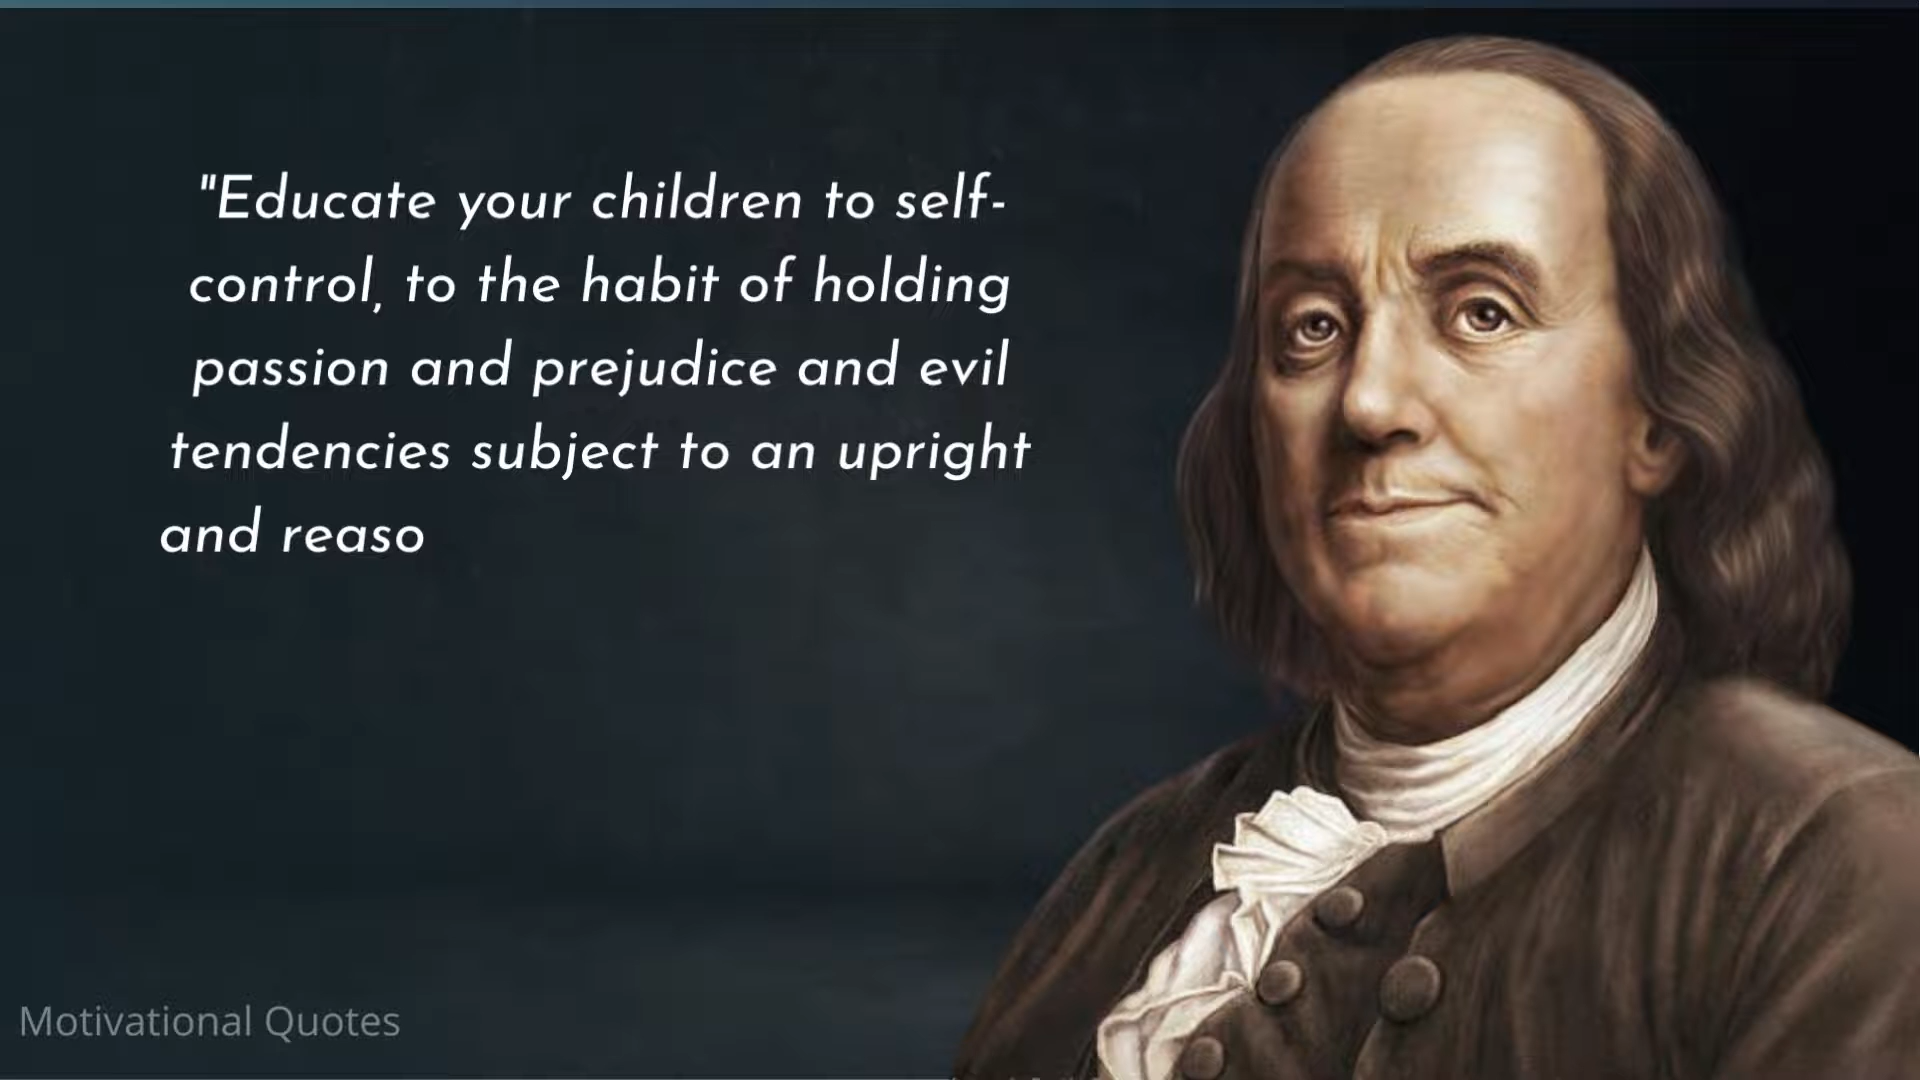 "Educate your children to self-
control, to the habit of holding
passion and prejudice and evil
tendencies subject to an upright
and reaso
Motivational Quotes